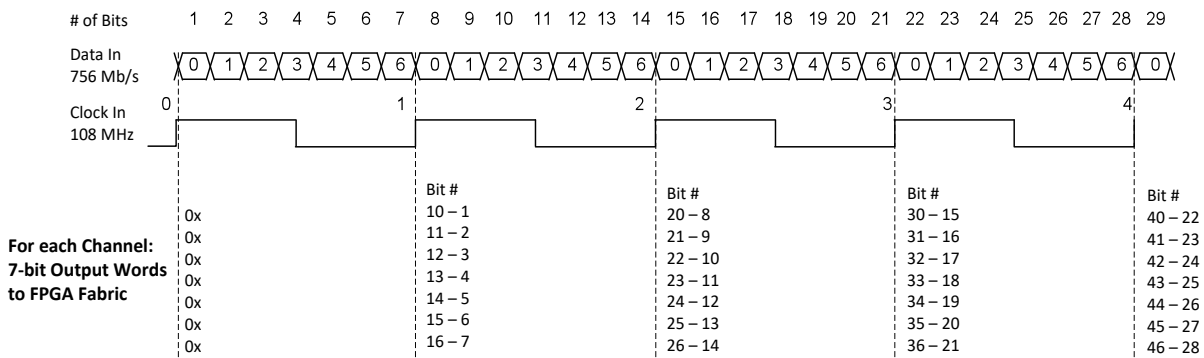 # of Bits 1 2 3 4 5 6 7 8 9 10 11 12 13 14 15 16 17 18 19 20 21 22 23 24 25 26 27 28 29
Data In 0 1 2 3 4 5 6 0 1 2 3 4 5 6 0 1 2 3 4 5 6 0 1 2 3 4 5 6 0
756 Mb/s
0 1 2 3 4
Clock In
108 MHz
Bit # Bit # Bit # Bit #
0x 10 – 1 20 – 8 30 – 15 40 – 22
0x 11 – 2 21 – 9 31 – 16 41 – 23
For each Channel: 0x 12 – 3 22 – 10 32 – 17 42 – 24
7-bit Output Words 0x 13 – 4 23 – 11 33 – 18 43 – 25
to FPGA Fabric 0x 14 – 5 24 – 12 34 – 19 44 – 26
0x 15 – 6 25 – 13 35 – 20 45 – 27
0x 16 – 7 26 – 14 36 – 21 46 – 28